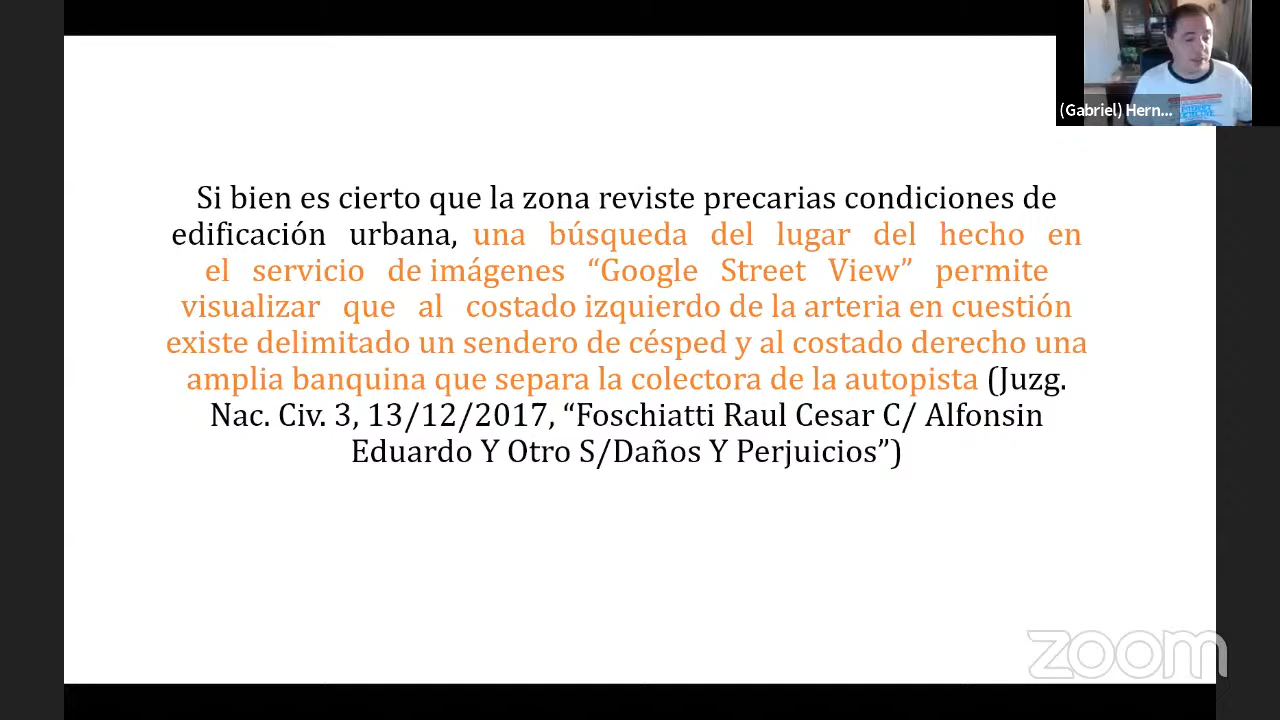 (Gabriel) Hern...
Si bien es cierto que la zona reviste precarias condiciones de
edificación urbana, una búsqueda del lugar del hecho en
el servicio de imágenes “Google Street View” permite
visualizar que al costado izquierdo de la arteria en cuestión
existe delimitado un sendero de césped y al costado derecho una
amplia banquina que separa la colectora de la autopista (Juzg.
Nac. Civ. 3, 13/12/2017, “Foschiatti Raul Cesar C/ Alfonsin
Eduardo Y Otro S/Daños Y Perjuicios”)
zoom